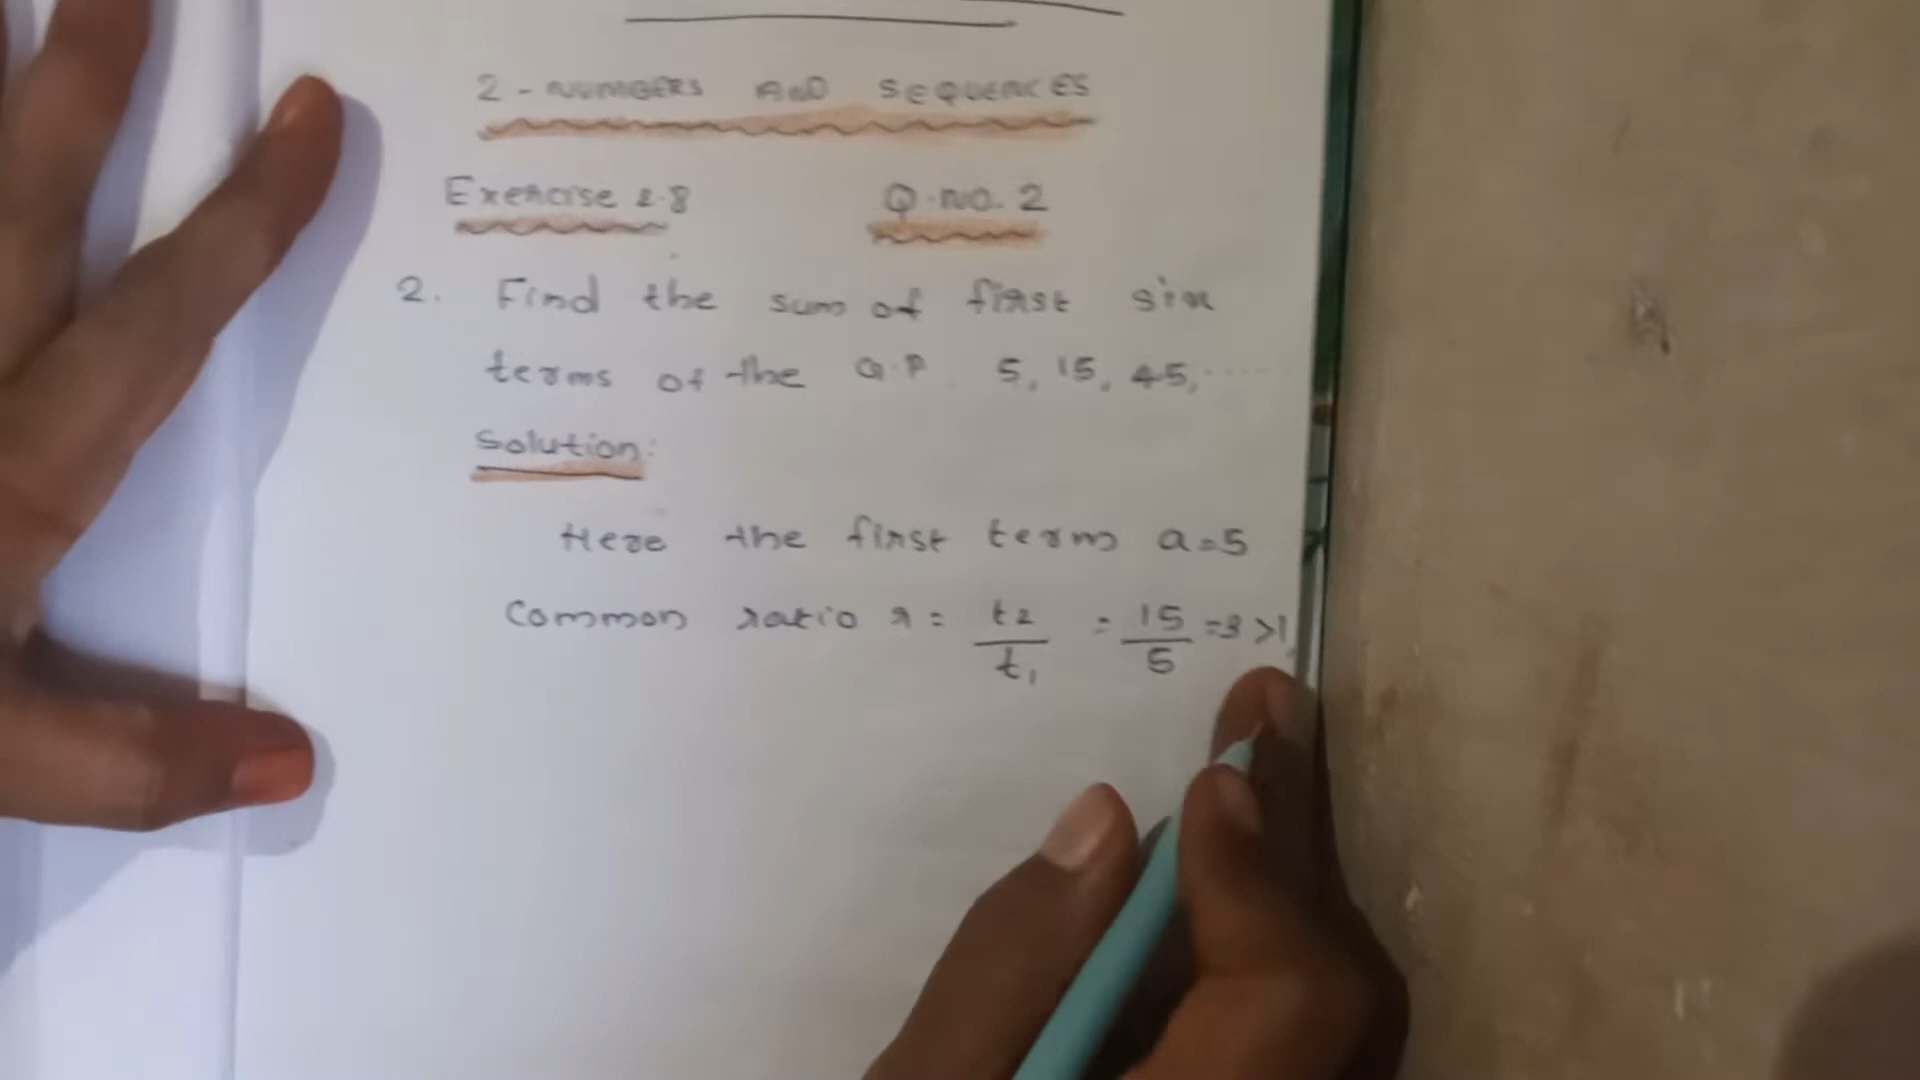 2 - NUMBERS AND SEQUENCES
Exercise 2.8 Q.NO. 2
2. Find the sum of first six
terms of the G.P. 5, 15, 45, .....
Solution:
Here the first term a=5
Common ratio r = t2/t1 = 15/5 =3 >1